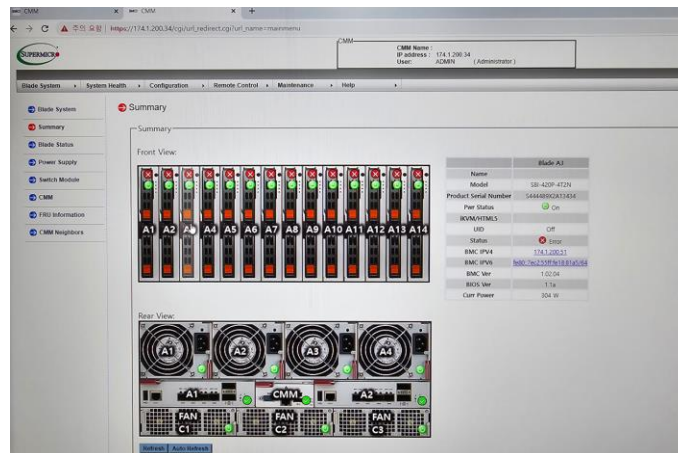 CMM
CMM
주의 요함
https://174.1.200.34/cgi/url_redirect.cgi?url_name=mainmenu
SUPERMICRO
CMM
CMM Name :
IP address : 174.1.200.34
User: ADMIN (Administrator)
Blade System
System Health
Configuration
Remote Control
Maintenance
Help
Blade System
Summary
Blade Status
Power Supply
Switch Module
CMM
FRU Information
CMM Neighbors
Summary
Summary
Front View:
A1 A2 A4 A5 A6 A7 A8 A9 A10 A11 A12 A13 A14
Blade A3
Name
Model SBI-420P-4T2N
Product Serial Number
Pwr Status On
IKVM/HTML5
UID Off
Status Error
BMC IPV4 174.1.200.51
BMC IPV6
BMC Ver 1.02.04
BIOS Ver 1.1a
Curr Power 304 W
Rear View:
A1 A2 A3 A4
A1 CMM A2
FAN C1 FAN C2 FAN C3
Refresh Auto Refresh